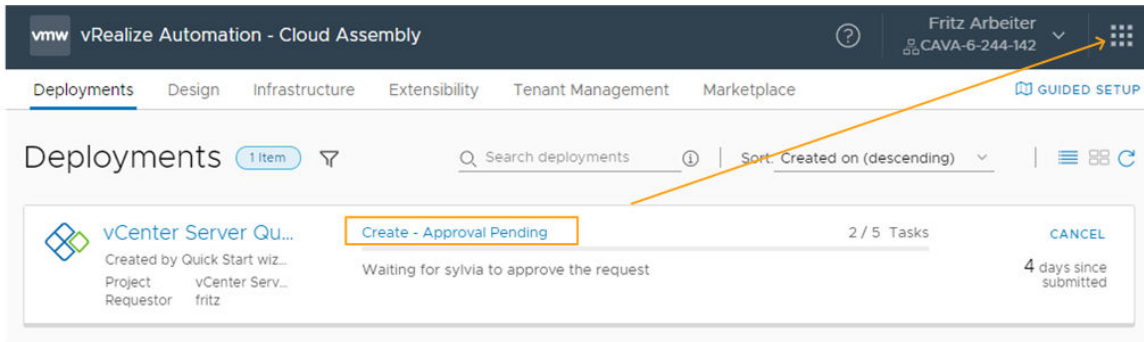 vmw vRealize Automation - Cloud Assembly
Fritz Arbeiter
CAVA-6-244-142
Deployments Design Infrastructure Extensibility Tenant Management Marketplace GUIDED SETUP
Deployments 1 Item Search deployments Sort: Created on (descending)
vCenter Server Qu... Create - Approval Pending 2 / 5 Tasks CANCEL
Created by Quick Start wiz... Waiting for sylvia to approve the request 4 days since
Project vCenter Serv... submitted
Requestor fritz